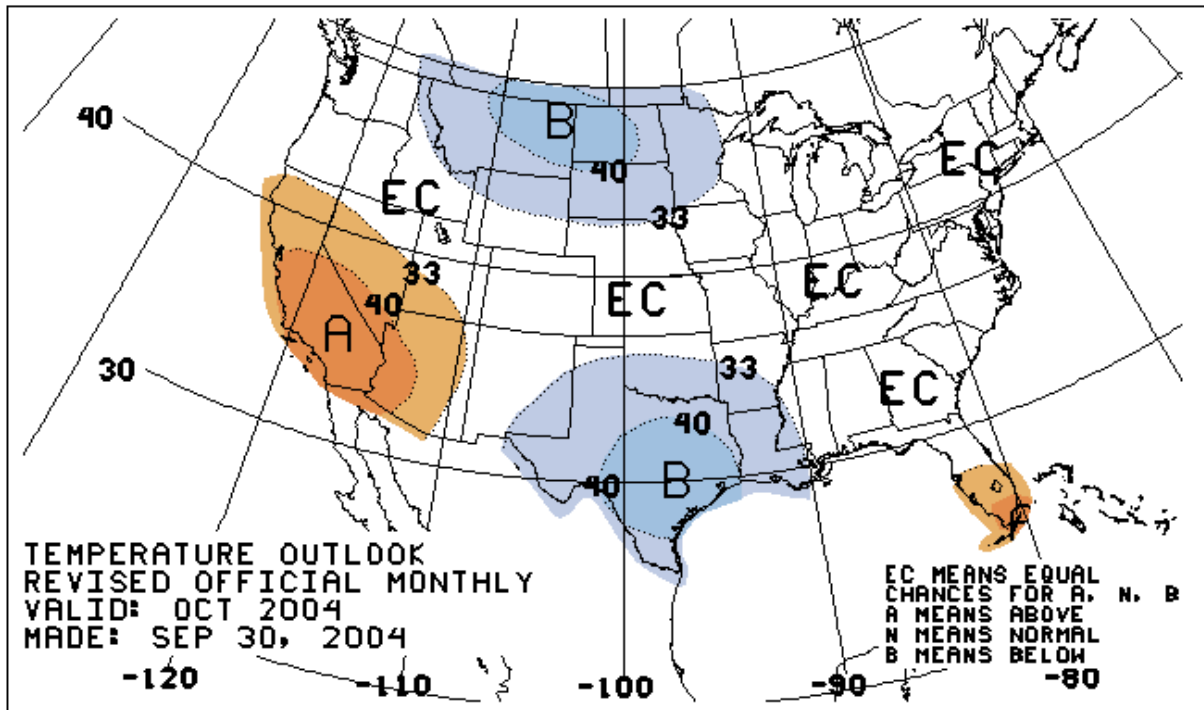 40
B
40
EC
EC
33
33
40
EC
EC
A
30
33
EC
40
40
B
TEMPERATURE OUTLOOK
REVISED OFFICIAL MONTHLY
VALID: OCT 2004
MADE: SEP 30, 2004
EC MEANS EQUAL
CHANCES FOR A, N, B
A MEANS ABOVE
N MEANS NORMAL
B MEANS BELOW
-120
-110
-100
-90
-80